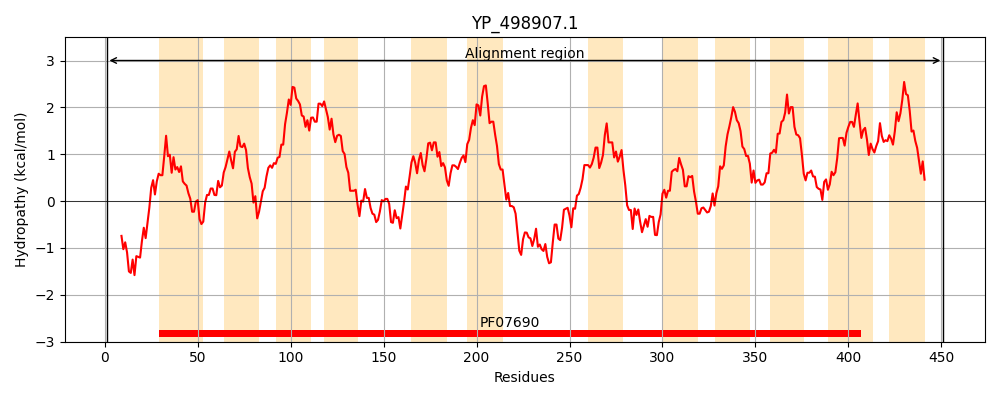 YP_498907.1
Alignment region
3
2
1
0
−1
−2
−3
Hydropathy (kcal/mol)
PF07690
0 50 100 150 200 250 300 350 400 450
Residues